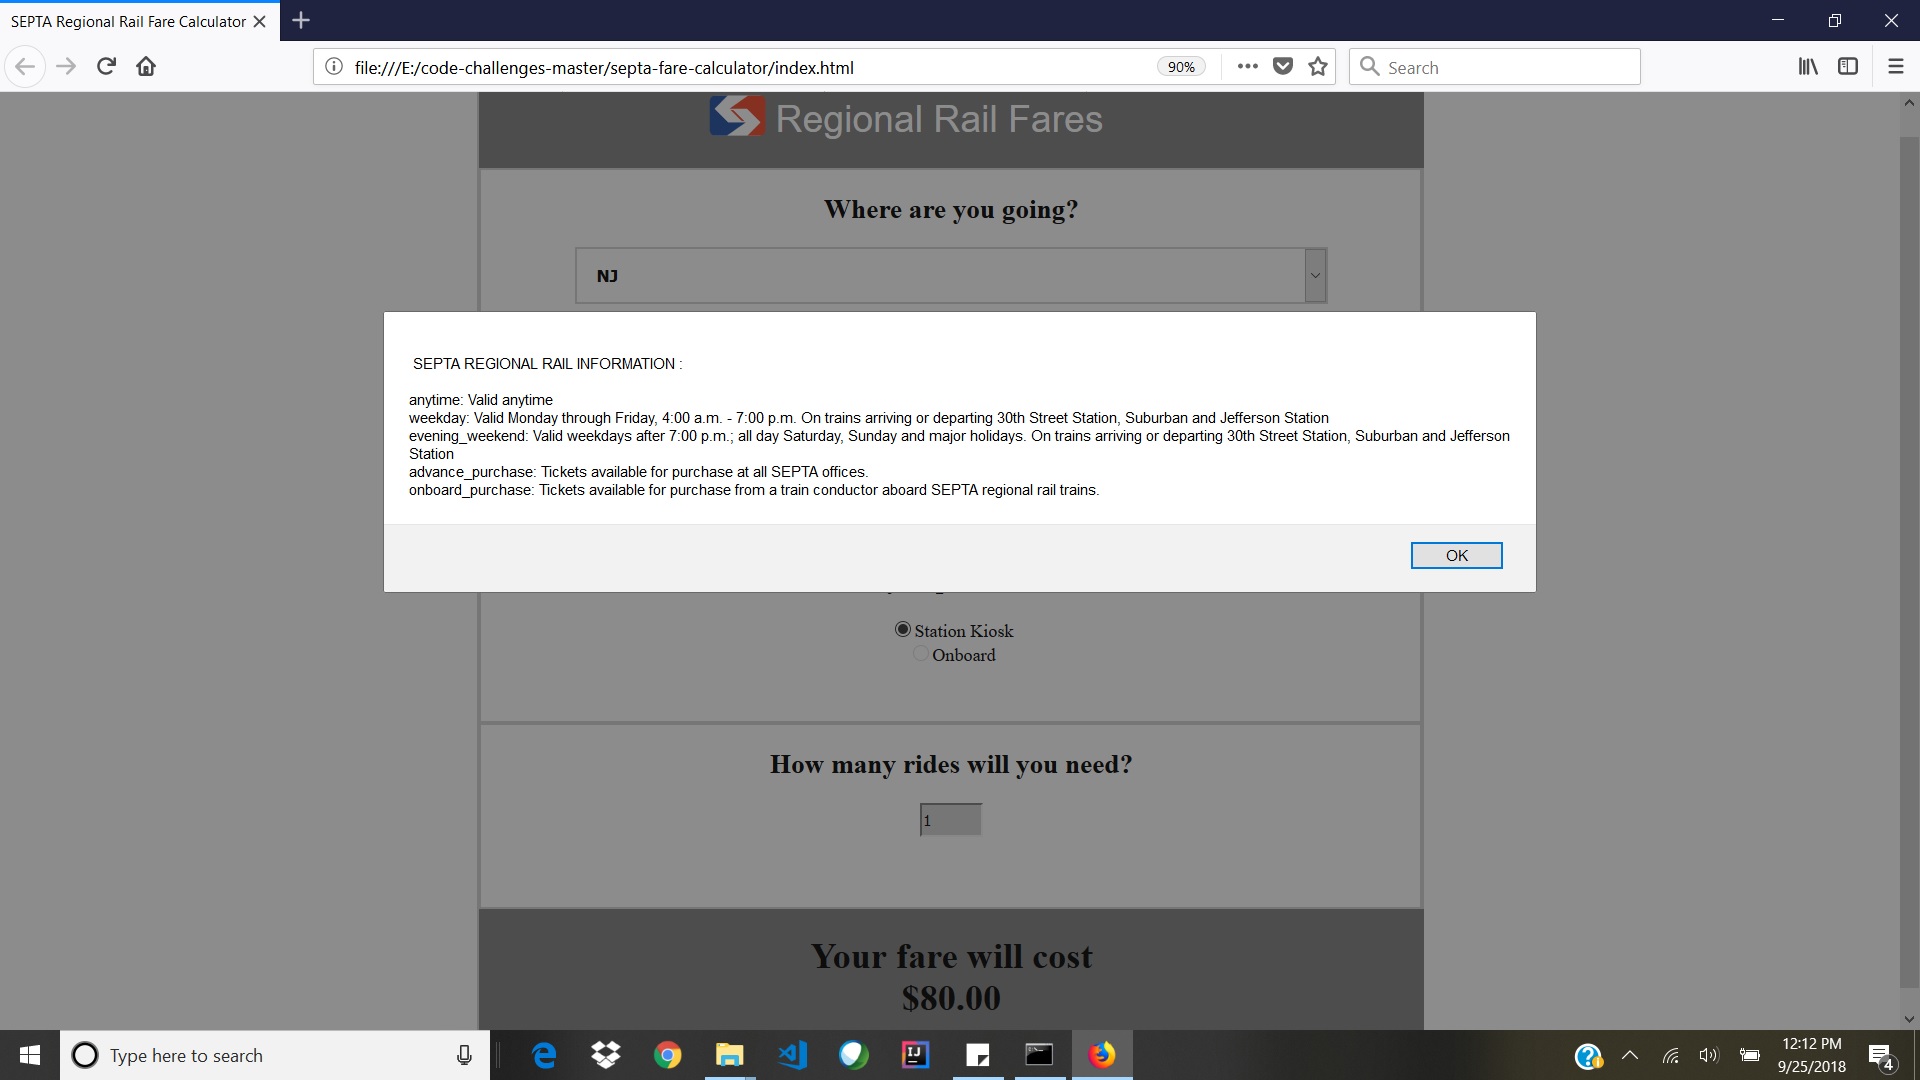 SEPTA Regional Rail Fare Calculator
file:///E:/code-challenges-master/septa-fare-calculator/index.html
90%
Search
Regional Rail Fares
Where are you going?
NJ
SEPTA REGIONAL RAIL INFORMATION :
anytime: Valid anytime
weekday: Valid Monday through Friday, 4:00 a.m. - 7:00 p.m. On trains arriving or departing 30th Street Station, Suburban and Jefferson Station
evening_weekend: Valid weekdays after 7:00 p.m.; all day Saturday, Sunday and major holidays. On trains arriving or departing 30th Street Station, Suburban and Jefferson
Station
advance_purchase: Tickets available for purchase at all SEPTA offices.
onboard_purchase: Tickets available for purchase from a train conductor aboard SEPTA regional rail trains.
OK
Station Kiosk
Onboard
How many rides will you need?
1
Your fare will cost
$80.00
Type here to search
IJ
12:12 PM
9/25/2018
4